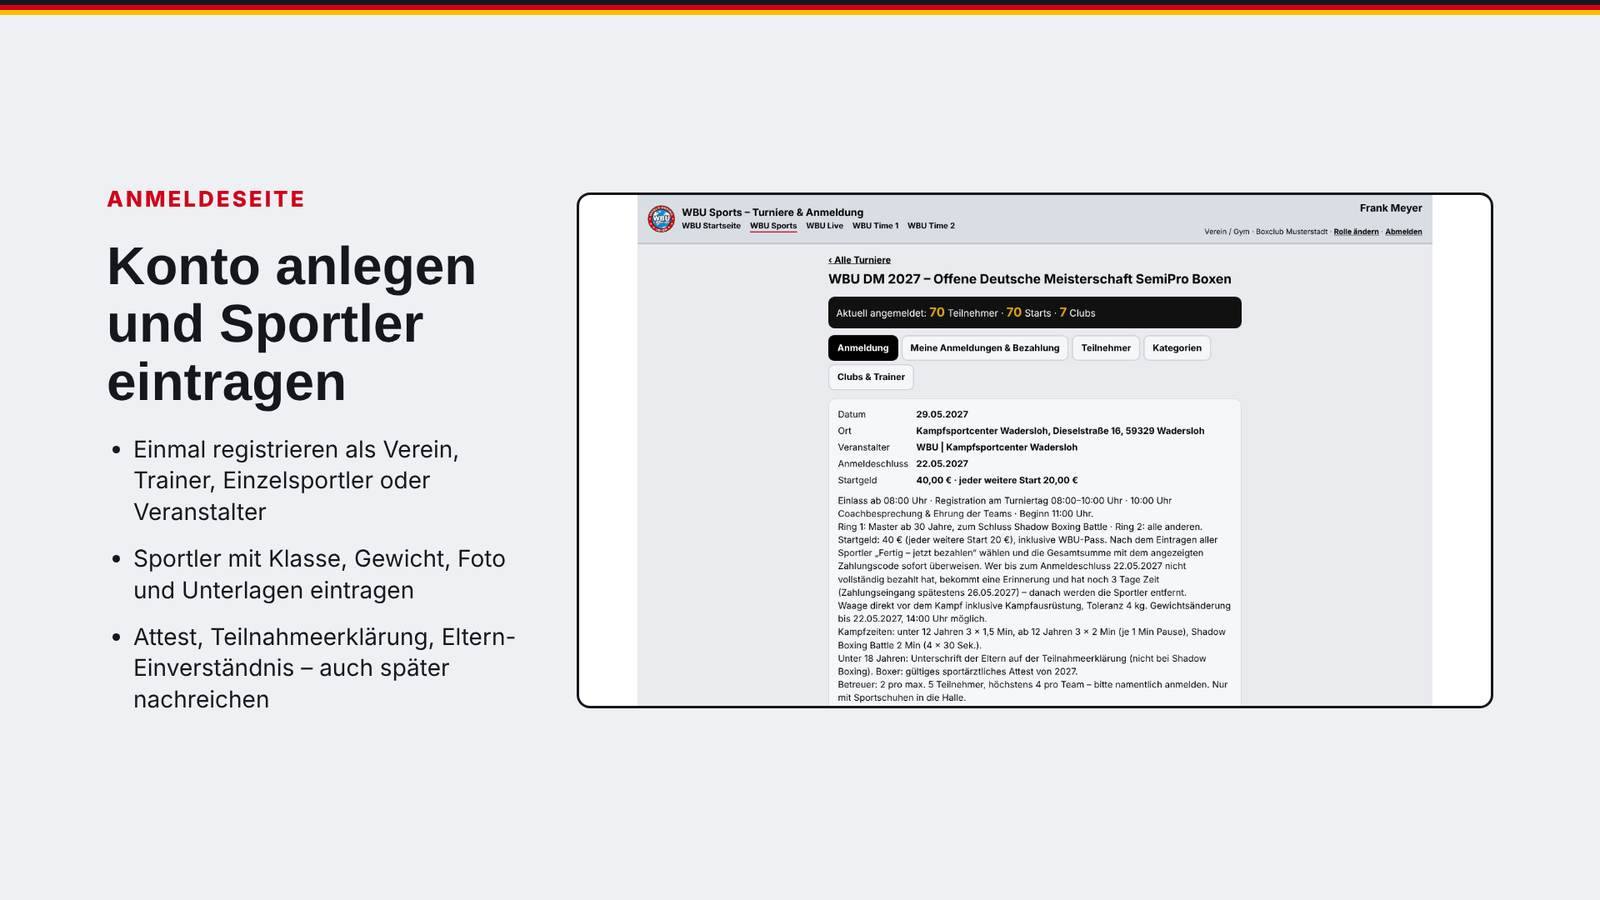 ANMELDESEITE
Konto anlegen
und Sportler
eintragen
• Einmal registrieren als Verein,
Trainer, Einzelsportler oder
Veranstalter
• Sportler mit Klasse, Gewicht, Foto
und Unterlagen eintragen
• Attest, Teilnahmeerklärung, Eltern-
Einverständnis – auch später
nachreichen
WBU
WBU Sports – Turniere & Anmeldung
WBU Startseite WBU Sports WBU Live WBU Time 1 WBU Time 2
Frank Meyer
Verein / Gym · Boxclub Musterstadt · Rolle ändern · Abmelden
‹ Alle Turniere
WBU DM 2027 – Offene Deutsche Meisterschaft SemiPro Boxen
Aktuell angemeldet: 70 Teilnehmer · 70 Starts · 7 Clubs
Anmeldung Meine Anmeldungen & Bezahlung Teilnehmer Kategorien
Clubs & Trainer
Datum 29.05.2027
Ort Kampfsportcenter Wadersloh, Dieselstraße 16, 59329 Wadersloh
Veranstalter WBU | Kampfsportcenter Wadersloh
Anmeldeschluss 22.05.2027
Startgeld 40,00 € · jeder weitere Start 20,00 €
Einlass ab 08:00 Uhr · Registration am Turniertag 08:00–10:00 Uhr · 10:00 Uhr
Coachbesprechung & Ehrung der Teams · Beginn 11:00 Uhr.
Ring 1: Master ab 30 Jahre, zum Schluss Shadow Boxing Battle · Ring 2: alle anderen.
Startgeld: 40 € (jeder weitere Start 20 €), inklusive WBU-Pass. Nach dem Eintragen aller
Sportler „Fertig – jetzt bezahlen“ wählen und die Gesamtsumme mit dem angezeigten
Zahlungscode sofort überweisen. Wer bis zum Anmeldeschluss 22.05.2027 nicht
vollständig bezahlt hat, bekommt eine Erinnerung und hat noch 3 Tage Zeit
(Zahlungseingang spätestens 26.05.2027) – danach werden die Sportler entfernt.
Waage direkt vor dem Kampf inklusive Kampfausrüstung, Toleranz 4 kg. Gewichtsänderung
bis 22.05.2027, 14:00 Uhr möglich.
Kampfzeiten: unter 12 Jahren 3 × 1,5 Min, ab 12 Jahren 3 × 2 Min (je 1 Min Pause), Shadow
Boxing Battle 2 Min (4 × 30 Sek.).
Unter 18 Jahren: Unterschrift der Eltern auf der Teilnahmeerklärung (nicht bei Shadow
Boxing). Boxer: gültiges sportärztliches Attest von 2027.
Betreuer: 2 pro max. 5 Teilnehmer, höchstens 4 pro Team – bitte namentlich anmelden. Nur
mit Sportschuhen in die Halle.